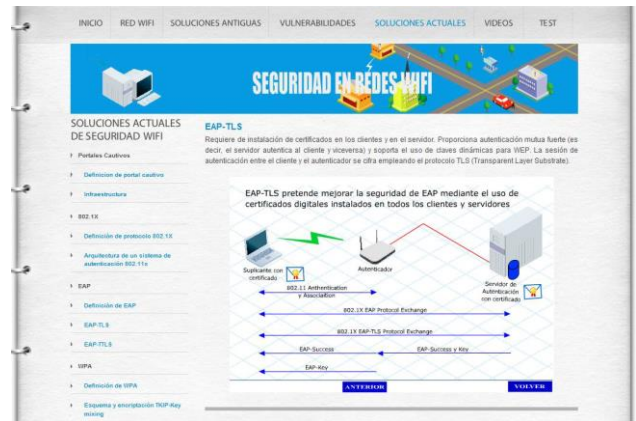 INICIO
RED WIFI
SOLUCIONES ANTIGUAS
VULNERABILIDADES
SOLUCIONES ACTUALES
VIDEOS
TEST
SEGURIDAD EN REDES WIFI
SOLUCIONES ACTUALES
DE SEGURIDAD WIFI
Portales Cautivos
Definicion de portal cautivo
Infraestructura
802.1X
Definición de protocolo 802.1X
Arquitectura de un sistema de
autenticación 802.11x
EAP
Definición de EAP
EAP-TLS
EAP-TTLS
WPA
Definición de WPA
Esquema y encriptación TKIP-Key
mixing
EAP-TLS
Requiere de instalación de certificados en los clientes y en el servidor. Proporciona autenticación mutua fuerte (es
decir, el servidor autentica al cliente y viceversa) y soporta el uso de claves dinámicas para WEP. La sesión de
autenticación entre el cliente y el autenticador se cifra empleando el protocolo TLS (Transparent Layer Substrate).
EAP-TLS pretende mejorar la seguridad de EAP mediante el uso de
certificados digitales instalados en todos los clientes y servidores
Suplicante con
certificado
Autenticador
Servidor de
Autenticación
con certificado
802.11 Anthentication
y Association
802.1X EAP Protocol Exchange
802.1X EAP-TLS Protocol Exchange
EAP-Success
EAP-Success y Key
EAP-Key
ANTERIOR
VOLVER